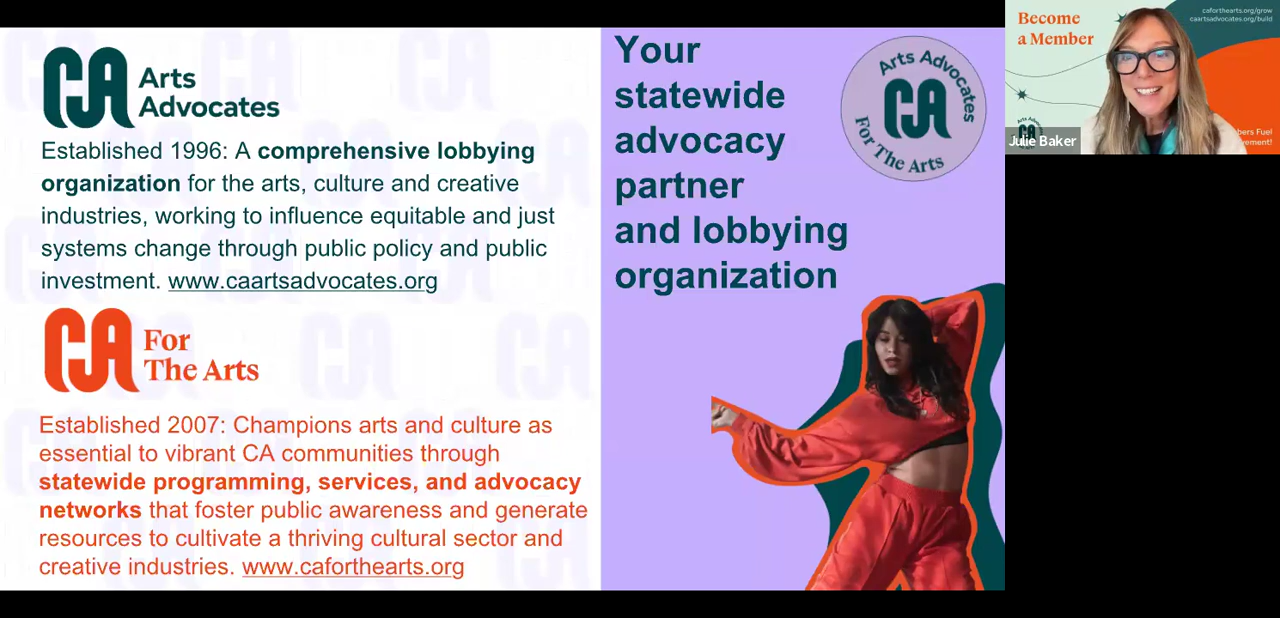 CA Arts
Advocates
Established 1996: A comprehensive lobbying
organization for the arts, culture and creative
industries, working to influence equitable and just
systems change through public policy and public
investment. www.caartsadvocates.org
CA For
The Arts
Established 2007: Champions arts and culture as
essential to vibrant CA communities through
statewide programming, services, and advocacy
networks that foster public awareness and generate
resources to cultivate a thriving cultural sector and
creative industries. www.caforthearts.org
Your
statewide
advocacy
partner
and lobbying
organization
Arts Advocates
CA
For The Arts
Become
a Member
caforthearts.org/grow
caartsadvocates.org/build
CA
Fuel
Julie Baker